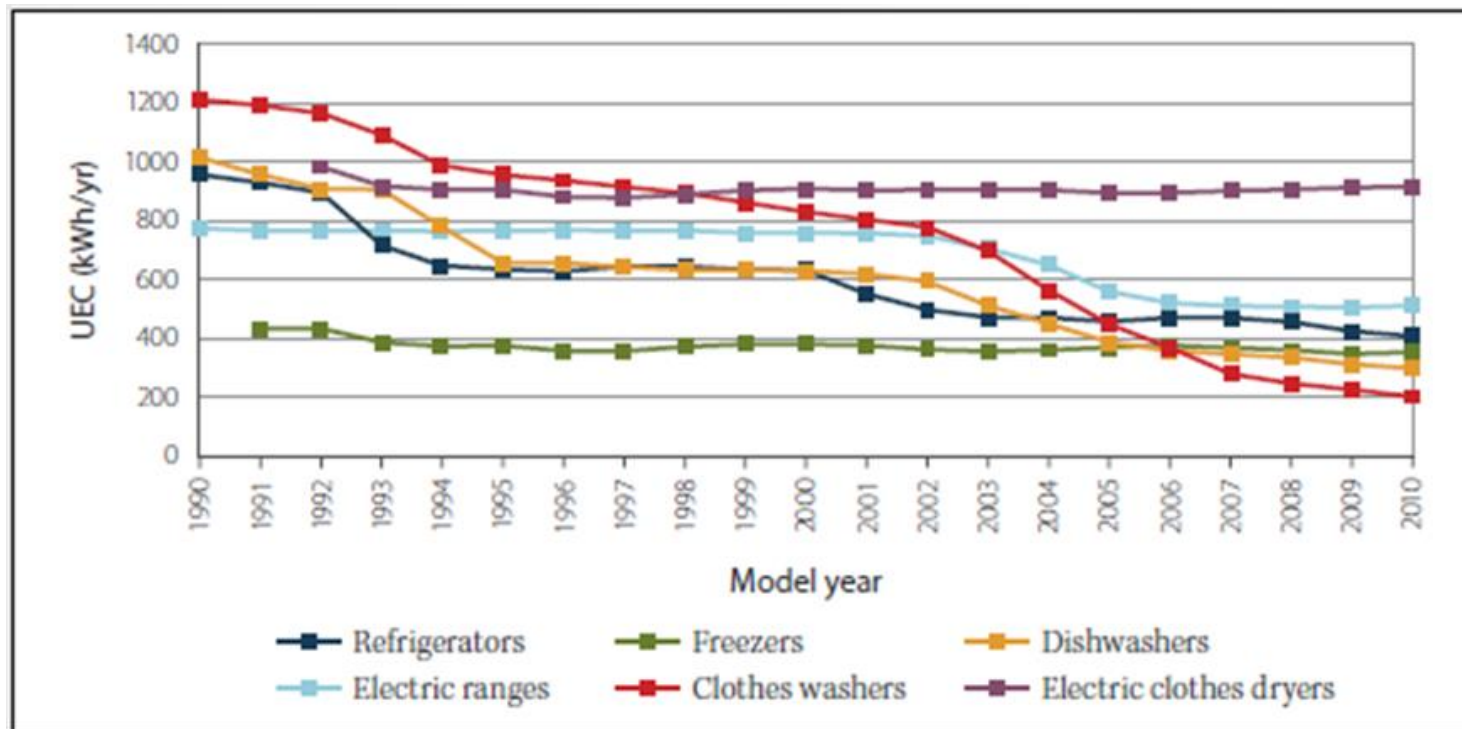 1400
1200
1000
800
600
400
200
0
UEC (kWh/yr)
1990 1991 1992 1993 1994 1995 1996 1997 1998 1999 2000 2001 2002 2003 2004 2005 2006 2007 2008 2009 2010
Model year
Refrigerators Freezers Dishwashers
Electric ranges Clothes washers Electric clothes dryers